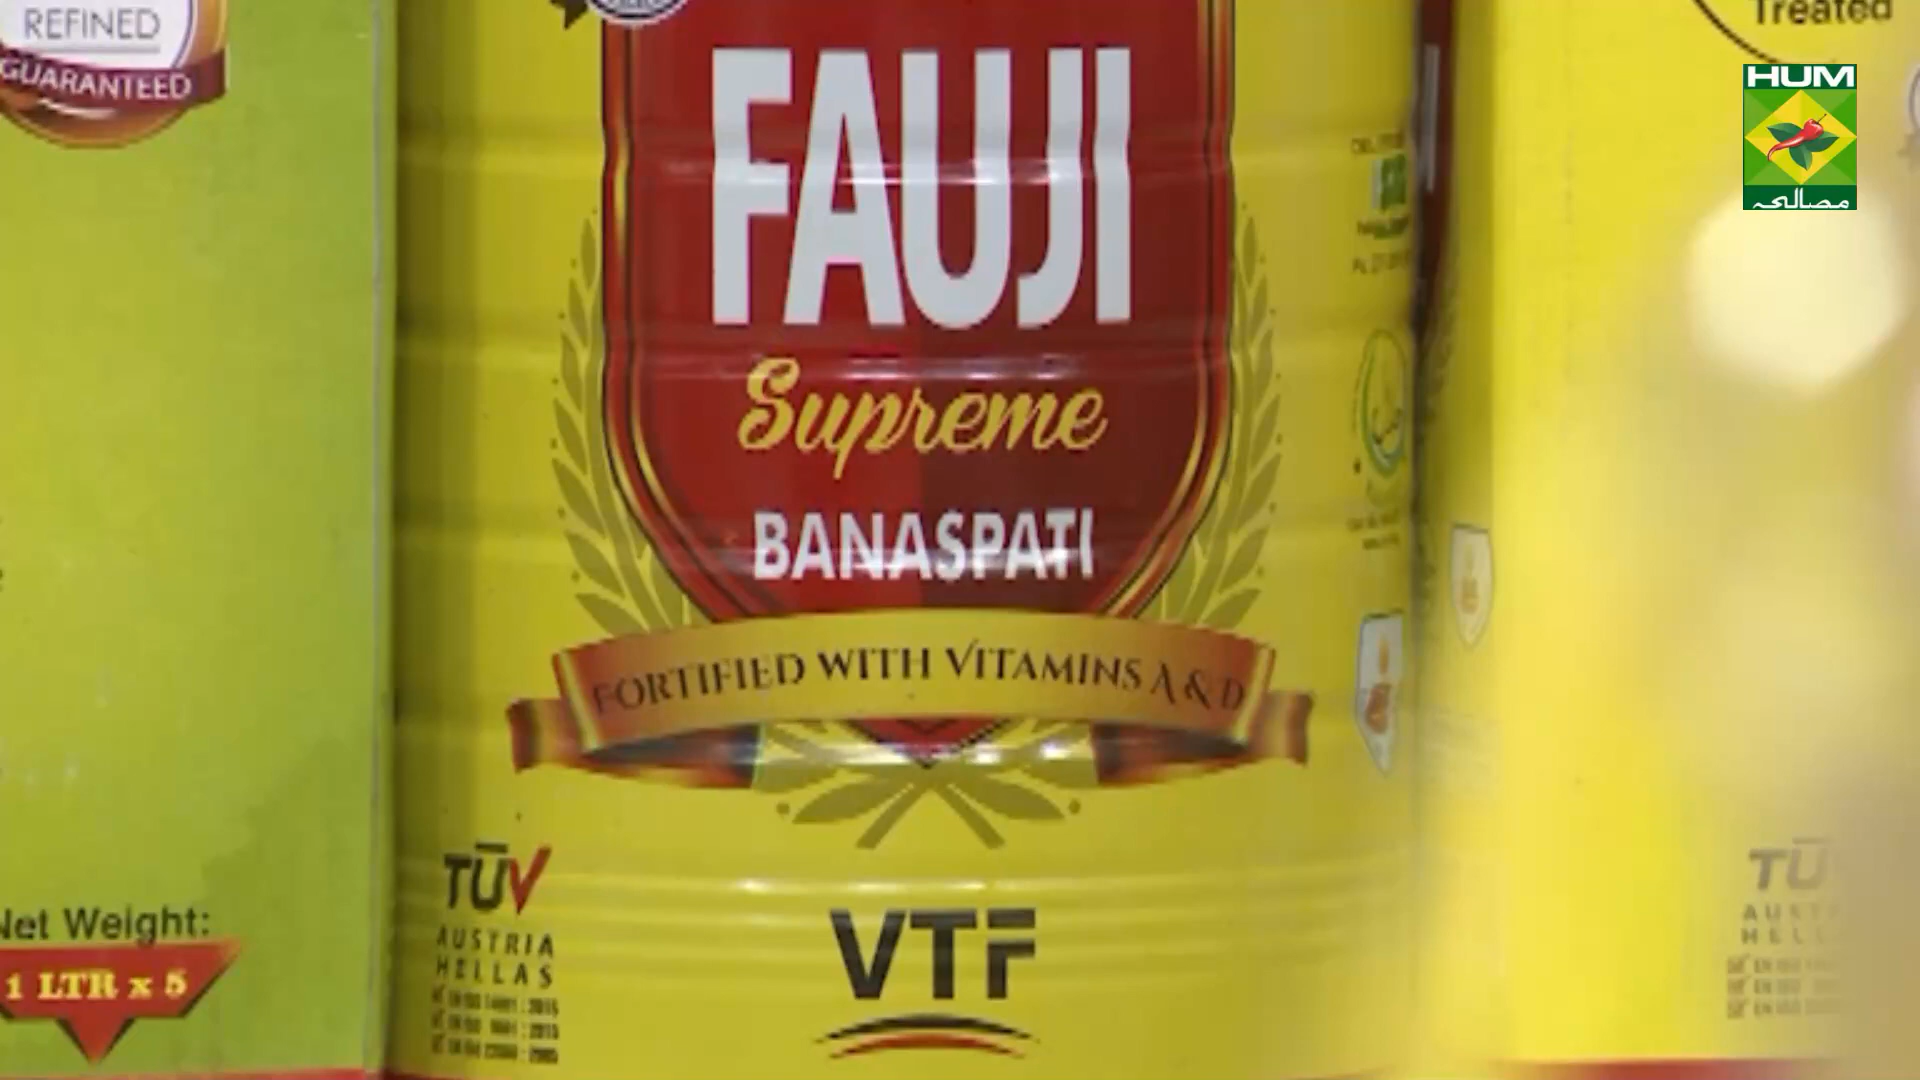 REFINED
GUARANTEED
Treated
HUM
مصالحہ
FAUJI
Supreme
BANASPATI
FORTIFIED WITH VITAMINS A & D
TÜV
AUSTRIA
HELLAS
VTF
Net Weight:
1 LTR x 5
TÜ